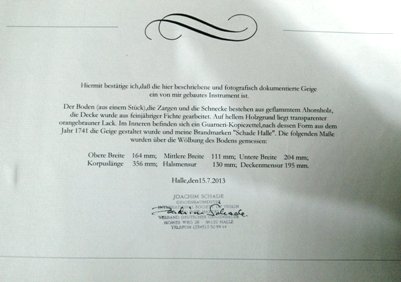 Hiermit bestätige ich,daß die hier beschriebene und fotografisch dokumentierte Geige
ein von mir gebautes Instrument ist.
Der Boden (aus einem Stück),die Zargen und die Schnecke bestehen aus geflammtem Ahornholz,
die Decke wurde aus feinjähriger Fichte gearbeitet. Auf hellem Holzgrund liegt transparenter
orangebrauner Lack. Im Inneren befinden sich ein Guarneri-Kopiezettel,nach dessen Form aus dem
Jahr 1741 die Geige gestaltet wurde und meine Brandmarken "Schade Halle". Die folgenden Maße
wurden über die Wölbung des Bodens gemessen:
Obere Breite 164 mm; Mittlere Breite 111 mm; Untere Breite 204 mm;
Korpuslänge 356 mm; Halsmensur 130 mm; Deckenmensur 195 mm.
Halle,den15.7.2013
JOACHIM SCHADE
GEIGENBAUMEISTER
VERBAND DEUTSCHER
HALLE
TELEFON